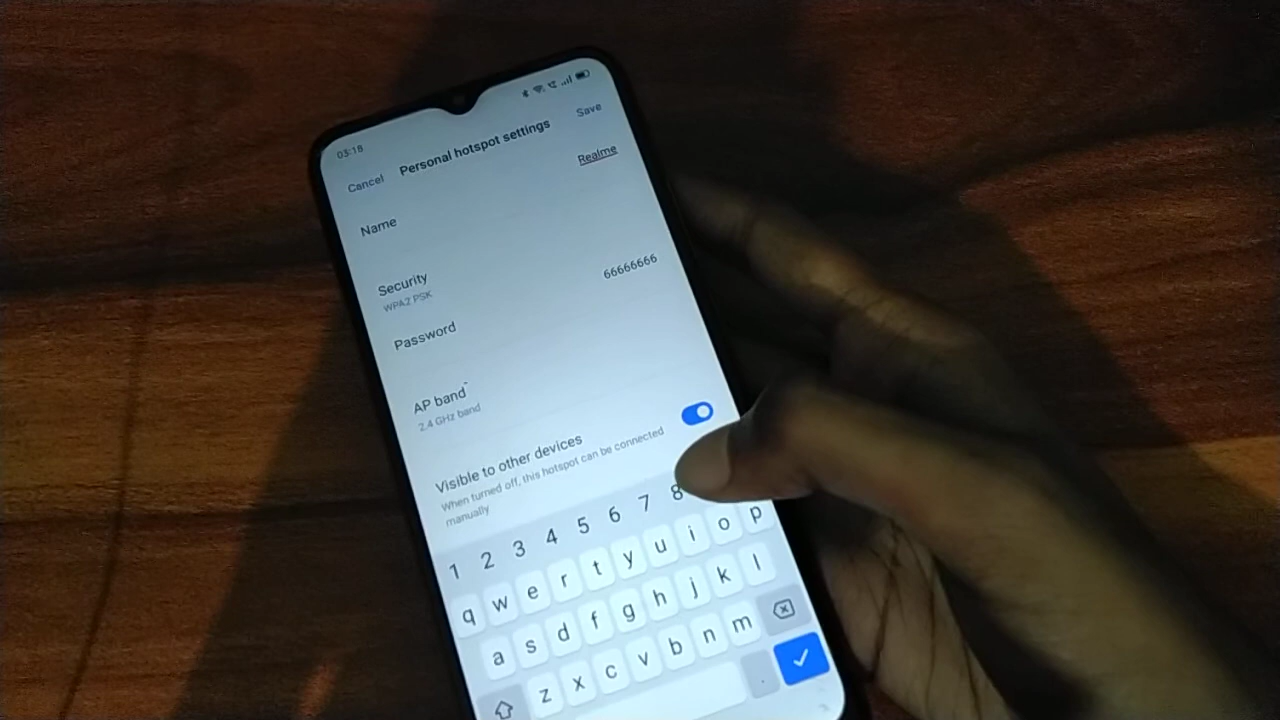 03:18
Cancel Personal hotspot settings Save
Name Realme
Security
WPA2 PSK
Password 66666666
AP band
2.4 GHz band
Visible to other devices
When turned off, this hotspot can be connected
manually
1 2 3 4 5 6 7 8
q w e r t y u i o p
a s d f g h j k l
z x c v b n m
.